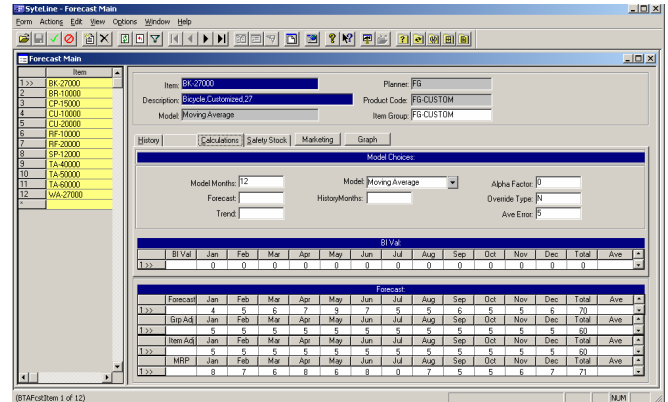 SyteLine - Forecast Main
Form Actions Edit View Options Window Help
Forecast Main
Item
1 >> BK-27000
2 BR-10000
3 CP-15000
4 CU-10000
5 CU-20000
6 RF-10000
7 RF-20000
8 SP-12000
9 TA-40000
10 TA-50000
11 TA-60000
12 WA-27000
*
Item: BK-27000 Planner: FG
Description: Bicycle,Customized,27 Product Code: FG-CUSTOM
Model: Moving Average Item Group: FG-CUSTOM
History Calculations Safety Stock Marketing Graph
Model Choices:
Model Months: 12 Model: Moving Average Alpha Factor: 0
Forecast: HistoryMonths: Override Type: N
Trend: Ave Error: 5
BI Val:
BI Val Jan Feb Mar Apr May Jun Jul Aug Sep Oct Nov Dec Total Ave
1 >> 0 0 0 0 0 0 0 0 0 0 0 0 0
Forecast:
Forecast Jan Feb Mar Apr May Jun Jul Aug Sep Oct Nov Dec Total Ave
1 >> 4 5 6 7 9 7 5 5 6 5 5 6 70
Grp Adj Jan Feb Mar Apr May Jun Jul Aug Sep Oct Nov Dec Total Ave
1 >> 5 5 5 5 5 5 5 5 5 5 5 5 60
Item Adj Jan Feb Mar Apr May Jun Jul Aug Sep Oct Nov Dec Total Ave
1 >> 5 5 5 5 5 5 5 5 5 5 5 5 60
MRP Jan Feb Mar Apr May Jun Jul Aug Sep Oct Nov Dec Total Ave
1 >> 8 7 6 8 6 8 0 7 5 5 6 7 71
(BTAFcstItem 1 of 12) NUM